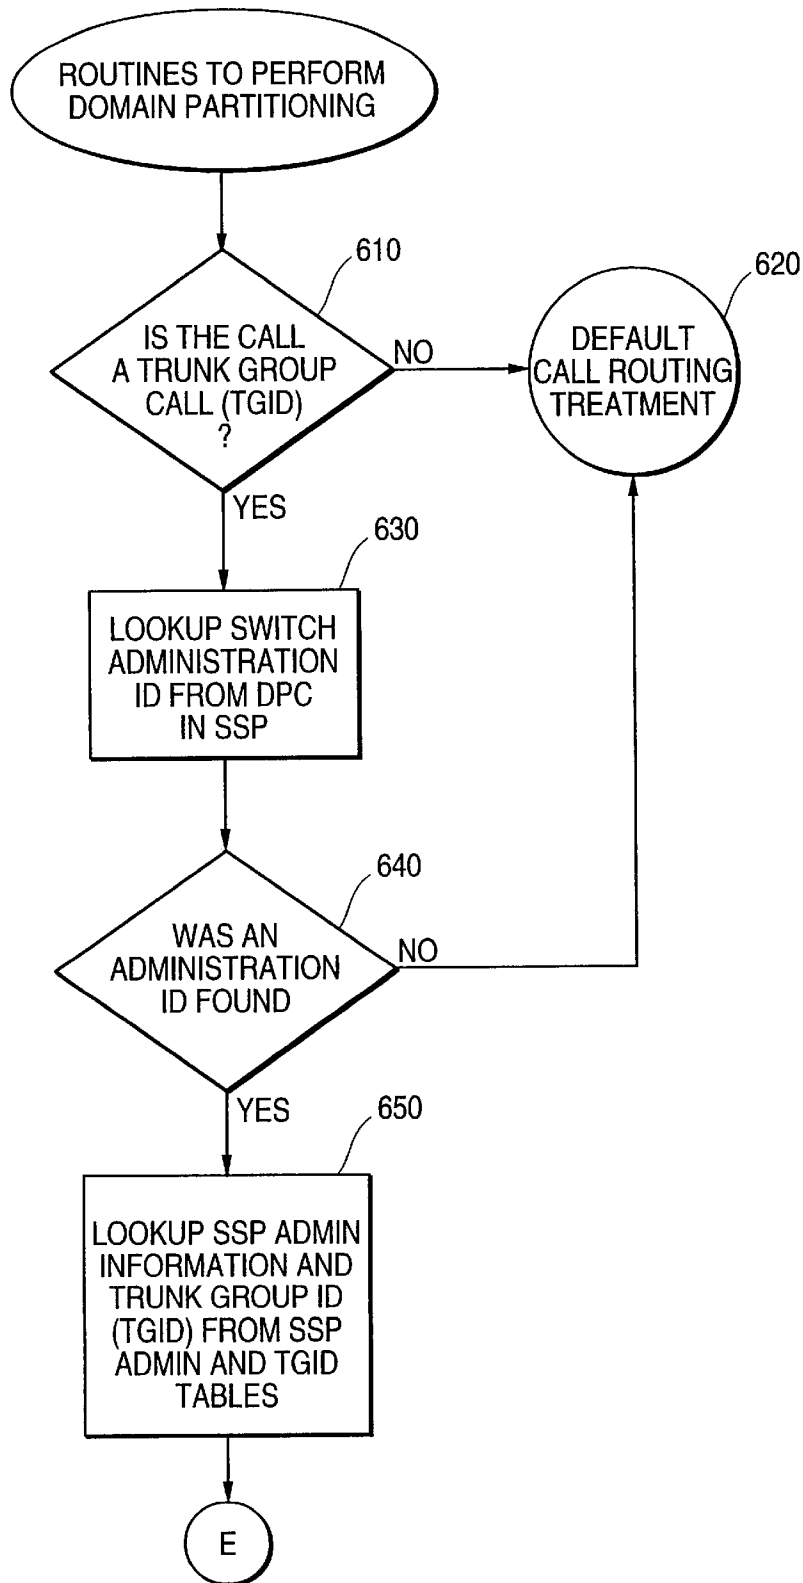 ROUTINES TO PERFORM
DOMAIN PARTITIONING
610
IS THE CALL
A TRUNK GROUP
CALL (TGID)
?
NO
620
DEFAULT
CALL ROUTING
TREATMENT
YES
630
LOOKUP SWITCH
ADMINISTRATION
ID FROM DPC
IN SSP
640
WAS AN
ADMINISTRATION
ID FOUND
NO
YES
650
LOOKUP SSP ADMIN
INFORMATION AND
TRUNK GROUP ID
(TGID) FROM SSP
ADMIN AND TGID
TABLES
E